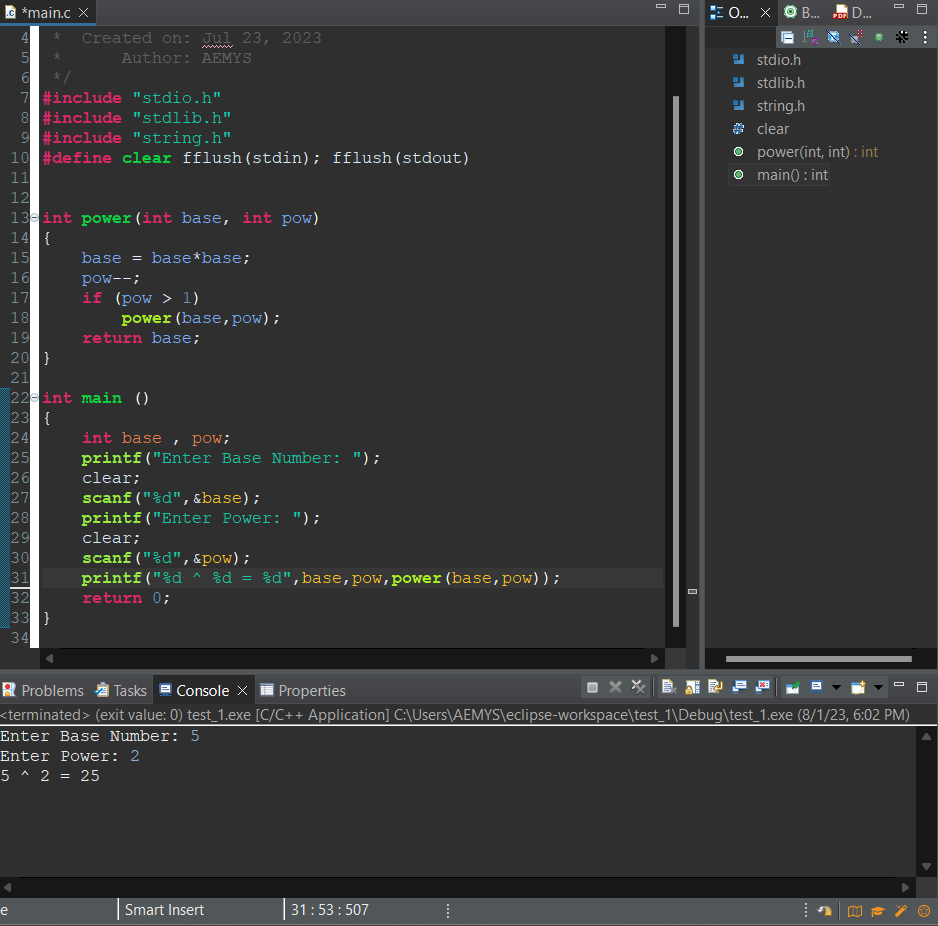 *main.c
4 * Created on: Jul 23, 2023
5 * Author: AEMYS
6 */
7 #include "stdio.h"
8 #include "stdlib.h"
9 #include "string.h"
10 #define clear fflush(stdin); fflush(stdout)
11
12
13 int power(int base, int pow)
14 {
15 base = base*base;
16 pow--;
17 if (pow > 1)
18 power(base,pow);
19 return base;
20 }
21
22 int main ()
23 {
24 int base , pow;
25 printf("Enter Base Number: ");
26 clear;
27 scanf("%d",&base);
28 printf("Enter Power: ");
29 clear;
30 scanf("%d",&pow);
31 printf("%d ^ %d = %d",base,pow,power(base,pow));
32 return 0;
33 }
34
O... B... D...
stdio.h
stdlib.h
string.h
clear
power(int, int) : int
main() : int
Problems Tasks Console Properties
<terminated> (exit value: 0) test_1.exe [C/C++ Application] C:\Users\AEMYS\eclipse-workspace\test_1\Debug\test_1.exe (8/1/23, 6:02 PM)
Enter Base Number: 5
Enter Power: 2
5 ^ 2 = 25
e Smart Insert 31 : 53 : 507